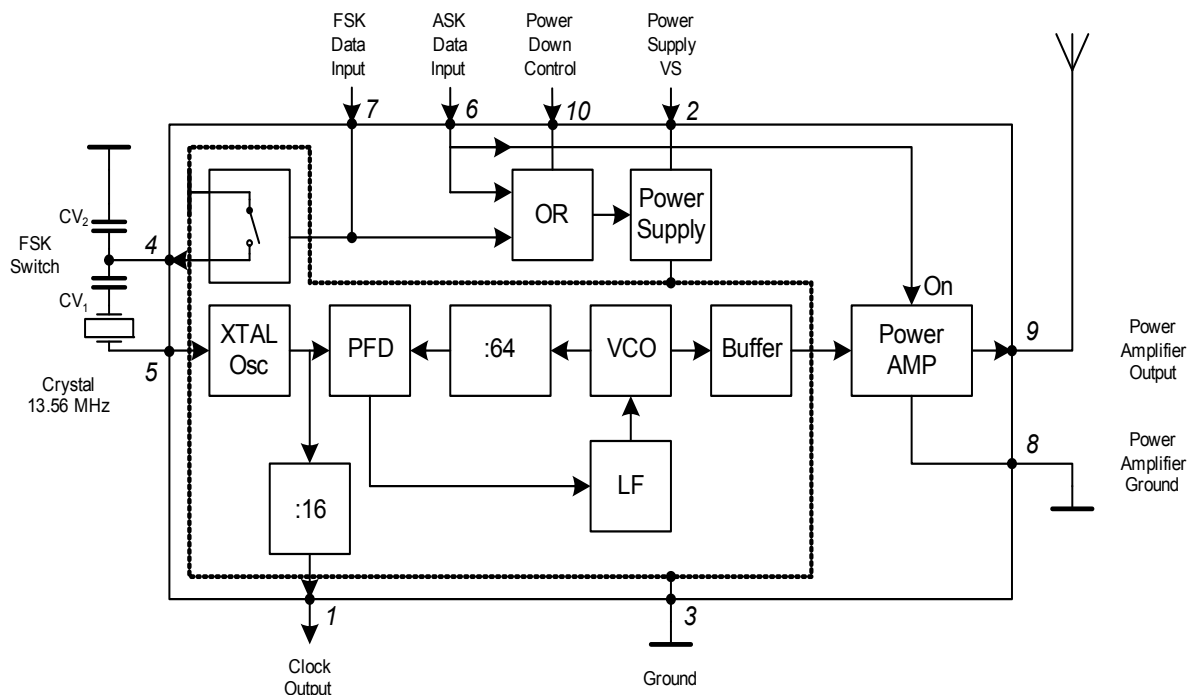 FSK
Data
Input
ASK
Data
Input
Power
Down
Control
Power
Supply
VS
7
6
10
2
CV2
FSK
Switch
4
CV1
OR
Power
Supply
On
XTAL
Osc
PFD
:64
VCO
Buffer
Power
AMP
9
Power
Amplifier
Output
5
Crystal
13.56 MHz
8
Power
Amplifier
Ground
LF
:16
1
3
Clock
Output
Ground